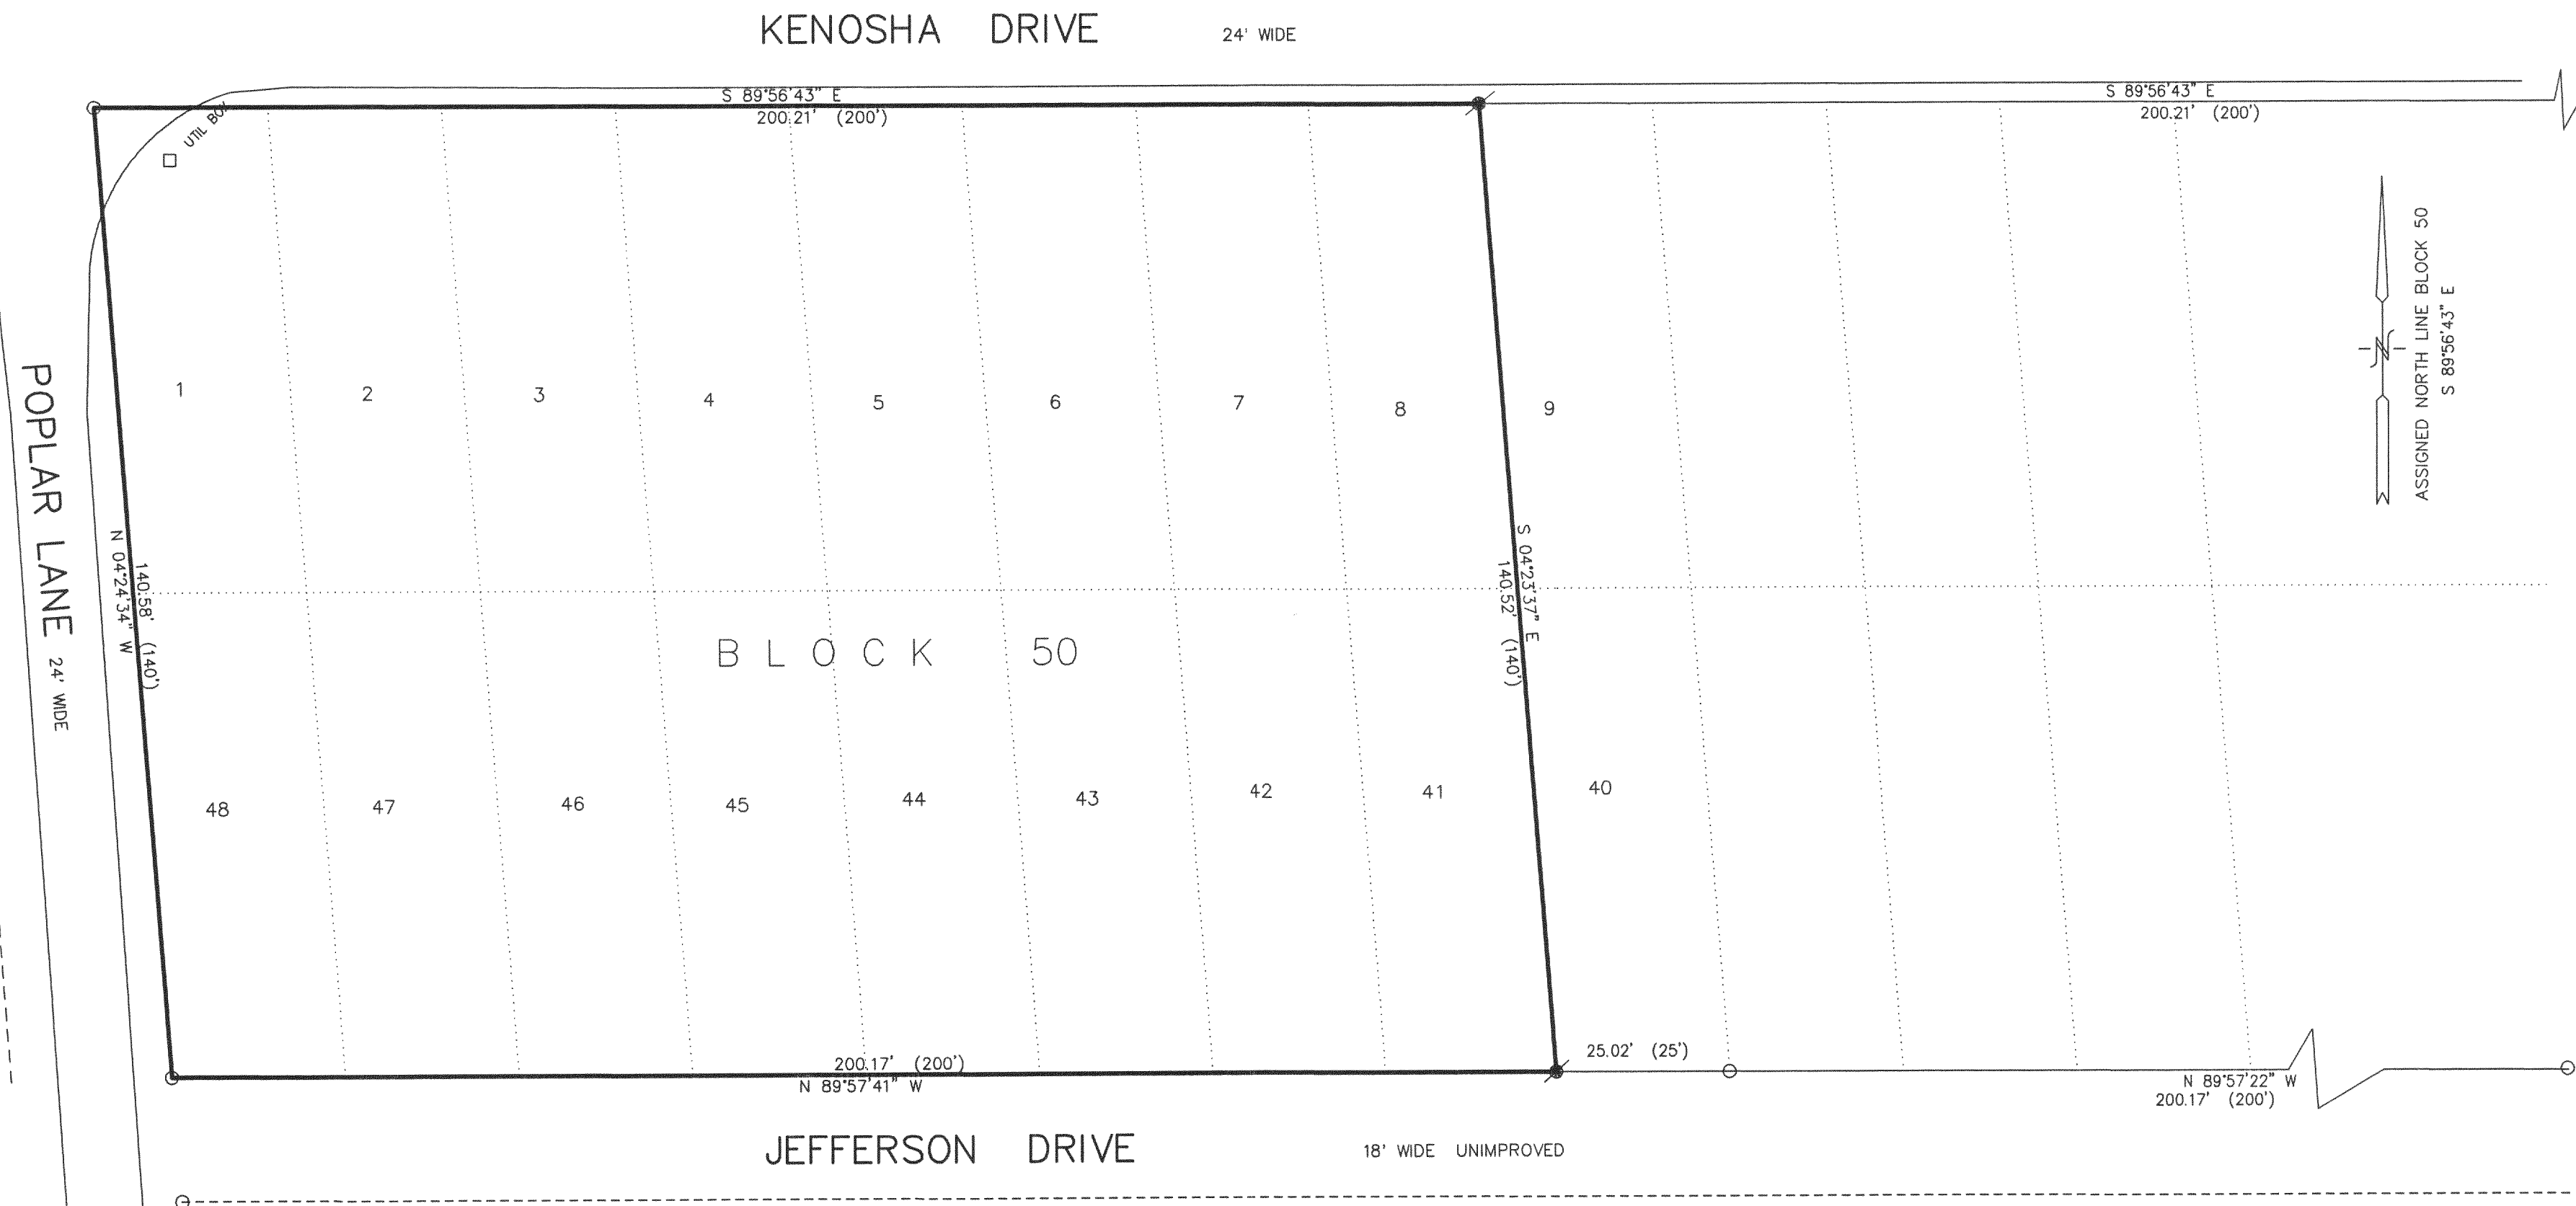 KENOSHA DRIVE 24' WIDE
S 89°56'43" E
200.21' (200')
S 89°56'43" E
200.21' (200')
UTIL BOX
ASSIGNED NORTH LINE BLOCK 50
S 89°56'43" E
POPLAR LANE 24' WIDE
1 2 3 4 5 6 7 8 9
N 04°24'34" W
140.58' (140')
S 04°23'37" E
140.52' (140')
BLOCK 50
48 47 46 45 44 43 42 41 40
200.17' (200')
N 89°57'41" W
25.02' (25')
N 89°57'22" W
200.17' (200')
JEFFERSON DRIVE 18' WIDE UNIMPROVED
N